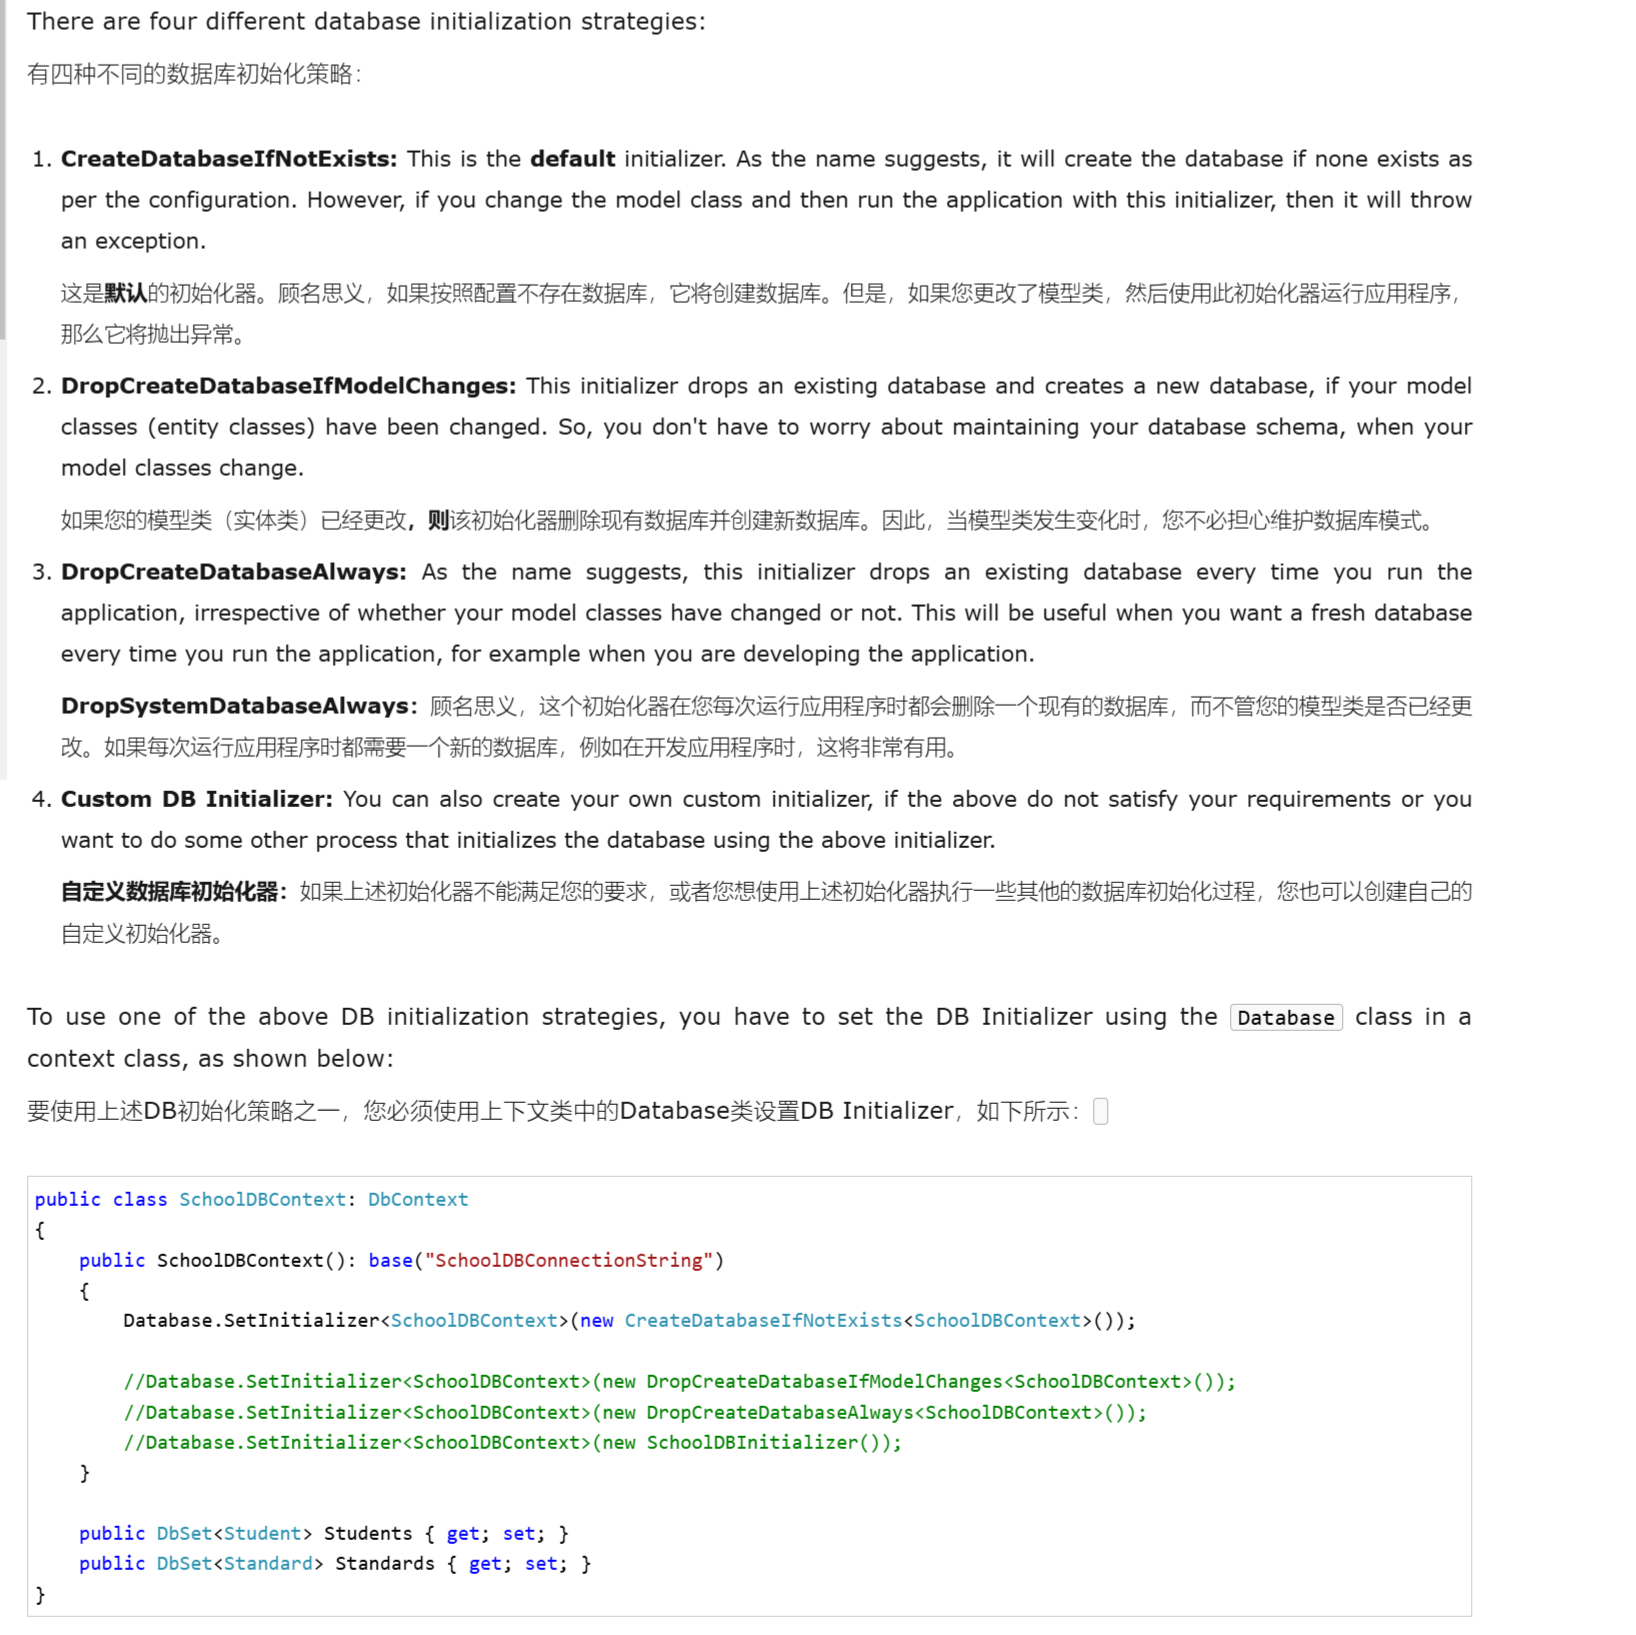 There are four different database initialization strategies:
有四种不同的数据库初始化策略：
1. CreateDatabaseIfNotExists: This is the default initializer. As the name suggests, it will create the database if none exists as
per the configuration. However, if you change the model class and then run the application with this initializer, then it will throw
an exception.
这是默认的初始化器。顾名思义，如果按照配置不存在数据库，它将创建数据库。但是，如果您更改了模型类，然后使用此初始化器运行应用程序，
那么它将抛出异常。
2. DropCreateDatabaseIfModelChanges: This initializer drops an existing database and creates a new database, if your model
classes (entity classes) have been changed. So, you don't have to worry about maintaining your database schema, when your
model classes change.
如果您的模型类（实体类）已经更改，则该初始化器删除现有数据库并创建新数据库。因此，当模型类发生变化时，您不必担心维护数据库模式。
3. DropCreateDatabaseAlways: As the name suggests, this initializer drops an existing database every time you run the
application, irrespective of whether your model classes have changed or not. This will be useful when you want a fresh database
every time you run the application, for example when you are developing the application.
DropSystemDatabaseAlways：顾名思义，这个初始化器在您每次运行应用程序时都会删除一个现有的数据库，而不管您的模型类是否已经更
改。如果每次运行应用程序时都需要一个新的数据库，例如在开发应用程序时，这将非常有用。
4. Custom DB Initializer: You can also create your own custom initializer, if the above do not satisfy your requirements or you
want to do some other process that initializes the database using the above initializer.
自定义数据库初始化器：如果上述初始化器不能满足您的要求，或者您想使用上述初始化器执行一些其他的数据库初始化过程，您也可以创建自己的
自定义初始化器。
To use one of the above DB initialization strategies, you have to set the DB Initializer using the Database class in a
context class, as shown below:
要使用上述DB初始化策略之一，您必须使用上下文类中的Database类设置DB Initializer，如下所示：
public class SchoolDBContext: DbContext
{
    public SchoolDBContext(): base("SchoolDBConnectionString")
    {
        Database.SetInitializer<SchoolDBContext>(new CreateDatabaseIfNotExists<SchoolDBContext>());
        //Database.SetInitializer<SchoolDBContext>(new DropCreateDatabaseIfModelChanges<SchoolDBContext>());
        //Database.SetInitializer<SchoolDBContext>(new DropCreateDatabaseAlways<SchoolDBContext>());
        //Database.SetInitializer<SchoolDBContext>(new SchoolDBInitializer());
    }
    public DbSet<Student> Students { get; set; }
    public DbSet<Standard> Standards { get; set; }
}